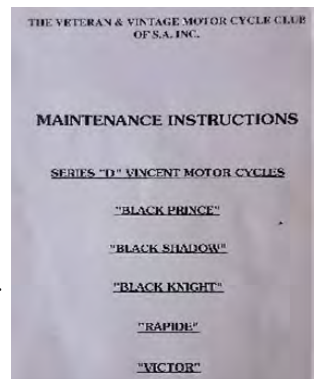 THE VETERAN & VINTAGE MOTOR CYCLE CLUB
OF S.A. INC.
MAINTENANCE INSTRUCTIONS
SERIES "D" VINCENT MOTOR CYCLES
"BLACK PRINCE"
"BLACK SHADOW"
"BLACK KNIGHT"
"RAPIDE"
"VICTOR"